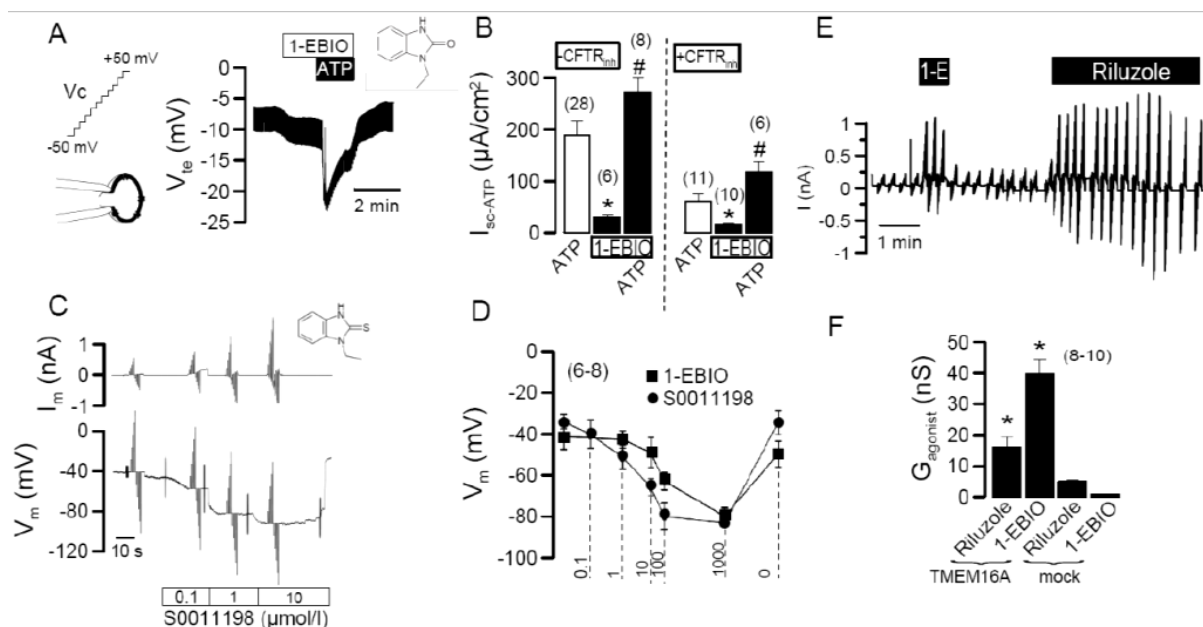 A
+50 mV
Vc
-50 mV
1-EBIO
ATP
H
N
O
N
0
-5
-10
-15
-20
-25
Vte (mV)
2 min
B
-CFTRinh
+CFTRinh
(8)
#
(28)
(6)
*
(6)
#
(11)
(10)
*
300
200
100
0
Isc-ATP (µA/cm2)
ATP
1-EBIO
ATP
ATP
1-EBIO
ATP
E
1-E
Riluzole
1
0.5
0
-0.5
-1
I (nA)
1 min
C
H
N
S
N
1
0
-1
Im (nA)
0
-40
-80
-120
Vm (mV)
10 s
0.1
1
10
S0011198 (µmol/l)
D
0
-20
-40
-60
-80
-100
Vm (mV)
(6-8)
1-EBIO
S0011198
0.1
1
10
100
1000
0
F
50
40
30
20
10
0
Gagonist (nS)
*
*
(8-10)
Riluzole
1-EBIO
Riluzole
1-EBIO
TMEM16A
mock